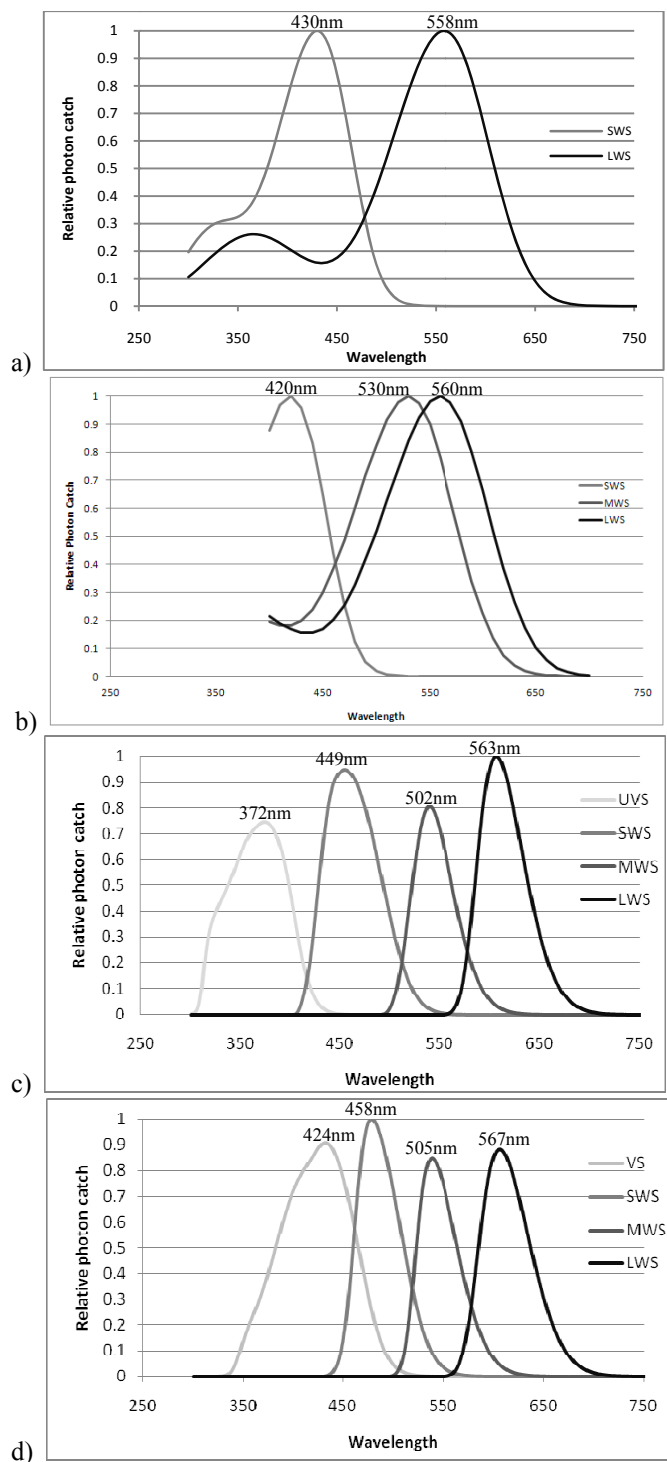 430nm 558nm
1
0.9
0.8
0.7
0.6
0.5
0.4
0.3
0.2
0.1
0
Relative photon catch
SWS
LWS
250 350 450 550 650 750
Wavelength
a)
420nm 530nm 560nm
1
0.9
0.8
0.7
0.6
0.5
0.4
0.3
0.2
0.1
0
Relative Photon Catch
SWS
MWS
LWS
250 350 450 550 650 750
Wavelength
b)
372nm 449nm 502nm 563nm
1
0.9
0.8
0.7
0.6
0.5
0.4
0.3
0.2
0.1
0
Relative photon catch
UVS
SWS
MWS
LWS
250 350 450 550 650 750
Wavelength
c)
424nm 458nm 505nm 567nm
1
0.9
0.8
0.7
0.6
0.5
0.4
0.3
0.2
0.1
0
Relative photon catch
VS
SWS
MWS
LWS
250 350 450 550 650 750
Wavelength
d)